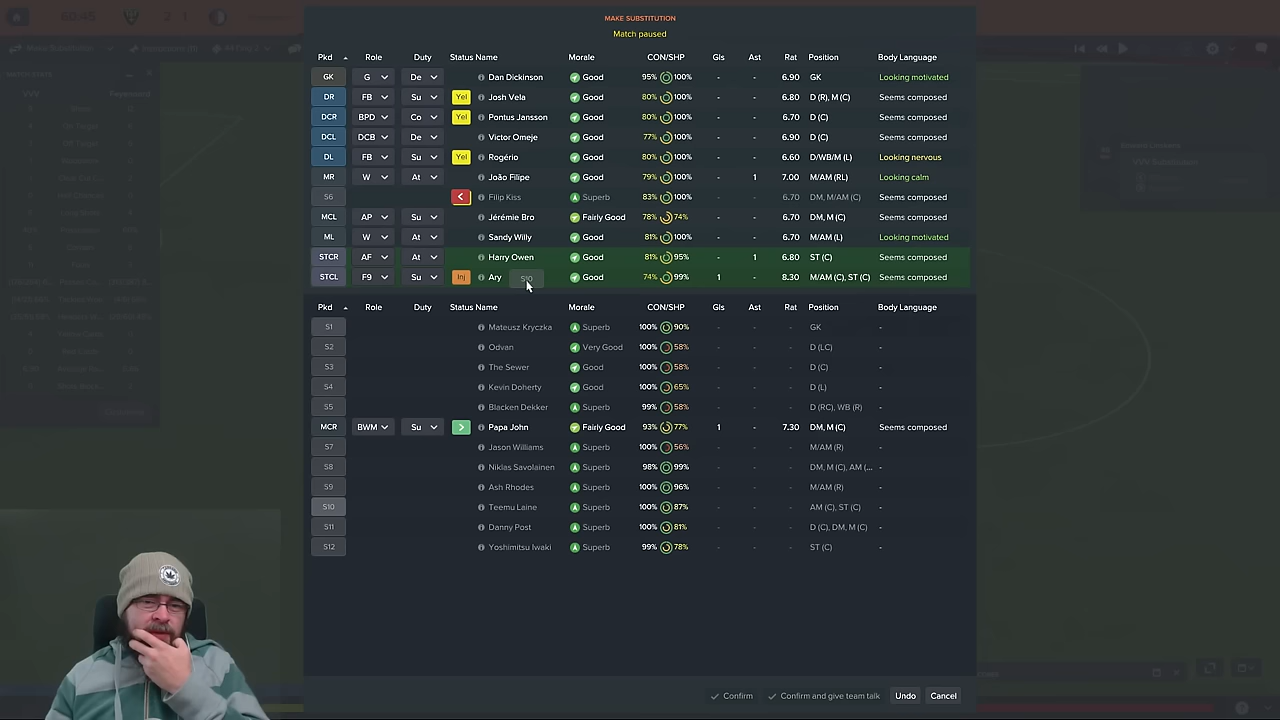 MAKE SUBSTITUTION
Match paused
Pkd Role Duty Status Name Morale CON/SHP Gls Ast Rat Position Body Language
GK G De Dan Dickinson Good 95% 100% - - 6.90 GK Looking motivated
DR FB Su Yel Josh Vela Good 80% 100% - - 6.80 D (R), M (C) Seems composed
DCR BPD Co Yel Pontus Jansson Good 80% 100% - - 6.70 D (C) Seems composed
DCL DCB De Victor Omeje Good 77% 100% - - 6.90 D (C) Seems composed
DL FB Su Yel Rogério Good 80% 100% - - 6.60 D/WB/M (L) Looking nervous
MR W At João Filipe Good 79% 100% - 1 7.00 M/AM (RL) Looking calm
S6 Filip Kiss Superb 83% 100% - - 6.70 DM, M/AM (C) Seems composed
MCL AP Su Jérémie Bro Fairly Good 78% 74% - - 6.70 DM, M (C) Seems composed
ML W At Sandy Willy Good 81% 100% - - 6.70 M/AM (L) Looking motivated
STCR AF At Harry Owen Good 81% 95% - 1 6.80 ST (C) Seems composed
STCL F9 Su Inj Ary S10 Good 74% 99% 1 - 8.30 M/AM (C), ST (C) Seems composed
Pkd Role Duty Status Name Morale CON/SHP Gls Ast Rat Position Body Language
S1 Mateusz Kryczka Superb 100% 90% - - - GK -
S2 Odvan Very Good 100% 58% - - - D (LC) -
S3 The Sewer Good 100% 58% - - - D (C) -
S4 Kevin Doherty Good 100% 65% - - - D (L) -
S5 Blacken Dekker Superb 99% 58% - - - D (RC), WB (R) -
MCR BWM Su Papa John Fairly Good 93% 77% 1 - 7.30 DM, M (C) Seems composed
S7 Jason Williams Superb 100% 56% - - - M/AM (R) -
S8 Niklas Savolainen Superb 98% 99% - - - DM, M (C), AM (... -
S9 Ash Rhodes Superb 100% 96% - - - M/AM (R) -
S10 Teemu Laine Superb 100% 87% - - - AM (C), ST (C) -
S11 Danny Post Superb 100% 81% - - - D (C), DM, M (C) -
S12 Yoshimitsu Iwaki Superb 99% 78% - - - ST (C) -
Confirm Confirm and give team talk Undo Cancel